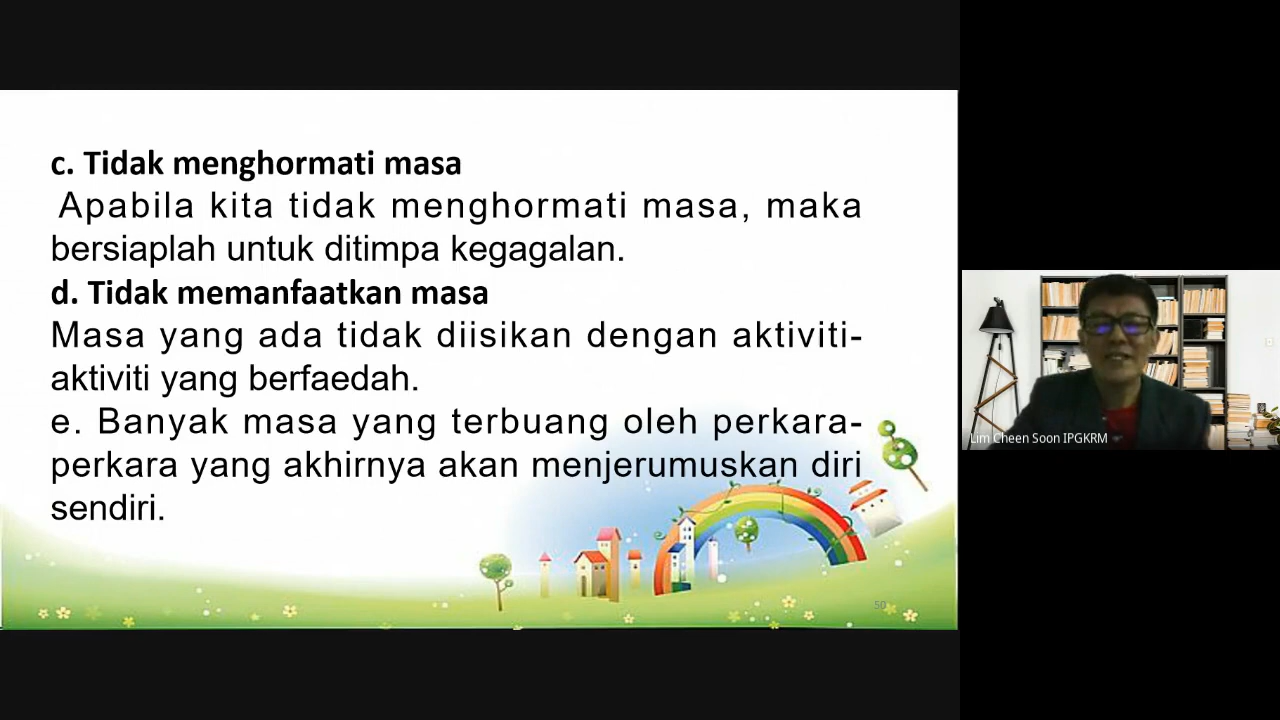 c. Tidak menghormati masa
Apabila kita tidak menghormati masa, maka
bersiaplah untuk ditimpa kegagalan.
d. Tidak memanfaatkan masa
Masa yang ada tidak diisikan dengan aktiviti-
aktiviti yang berfaedah.
e. Banyak masa yang terbuang oleh perkara-
perkara yang akhirnya akan menjerumuskan diri
sendiri.
50
Lim Cheen Soon IPGKRM